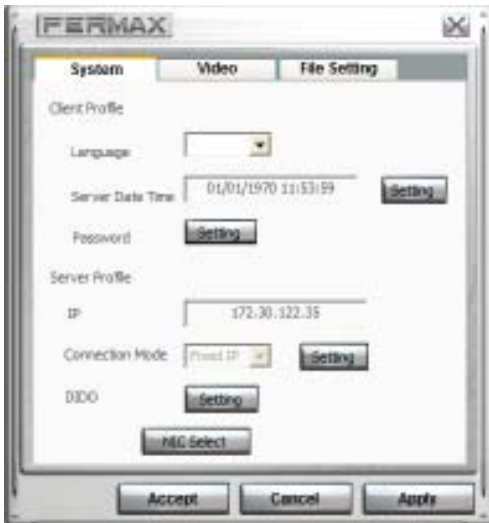 FERMAX
System Video File Setting
Client Profile
Language
Server Date Time 01/01/1970 11:53:59 Setting
Password Setting
Server Profile
IP 172.30.122.35
Connection Mode Fixed IP Setting
DIDO Setting
NIC Select
Accept Cancel Apply